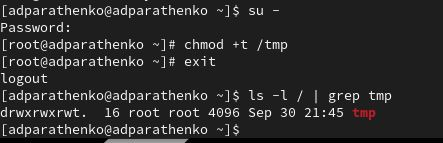 [adparathenko@adparathenko ~]$ su -
Password:
[root@adparathenko ~]# chmod +t /tmp
[root@adparathenko ~]# exit
logout
[adparathenko@adparathenko ~]$ ls -l / | grep tmp
drwxrwxrwt.  16 root root 4096 Sep 30 21:45 tmp
[adparathenko@adparathenko ~]$